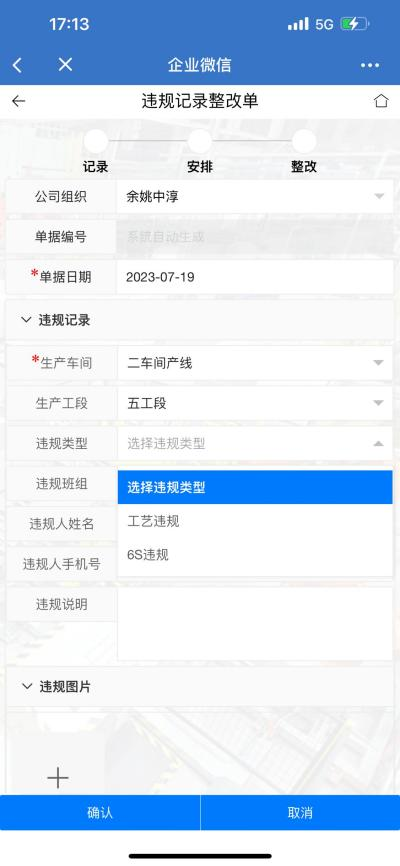 17:13
5G
企业微信
违规记录整改单
记录
安排
整改
公司组织
余姚中淳
单据编号
系统自动生成
*单据日期
2023-07-19
违规记录
*生产车间
二车间产线
生产工段
五工段
违规类型
选择违规类型
违规班组
选择违规类型
违规人姓名
工艺违规
违规人手机号
6S违规
违规说明
违规图片
确认
取消